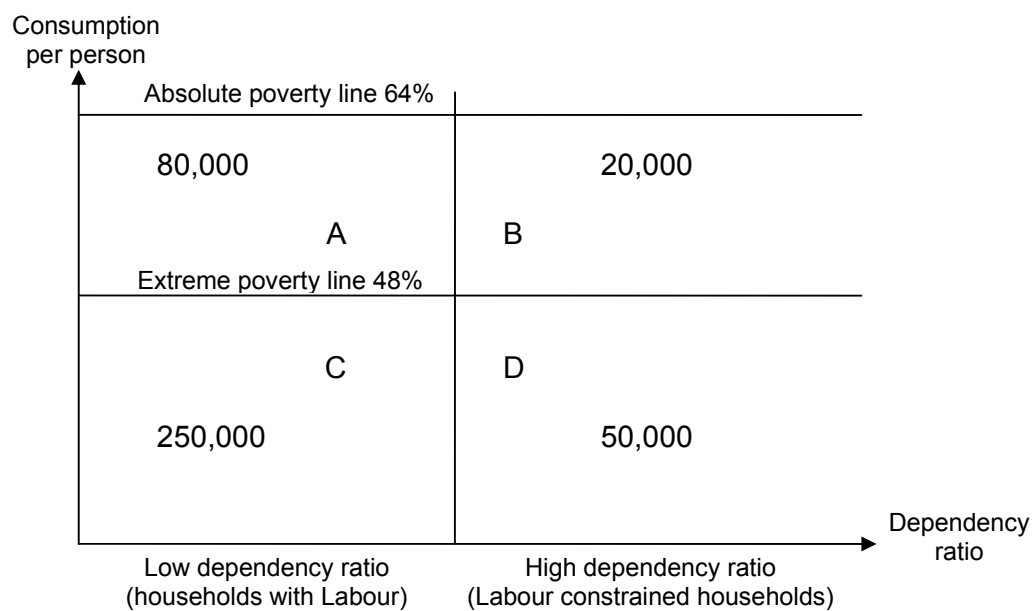 Consumption
per person
Absolute poverty line 64%
80,000
20,000
A
B
Extreme poverty line 48%
C
D
250,000
50,000
Dependency
ratio
Low dependency ratio
(households with Labour)
High dependency ratio
(Labour constrained households)